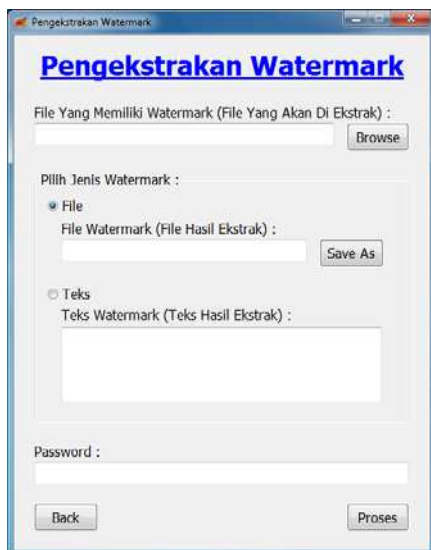 Pengekstrakan Watermark
Pengekstrakan Watermark
File Yang Memiliki Watermark (File Yang Akan Di Ekstrak) :
Browse
Pilih Jenis Watermark :
File
File Watermark (File Hasil Ekstrak) :
Save As
Teks
Teks Watermark (Teks Hasil Ekstrak) :
Password :
Back
Proses